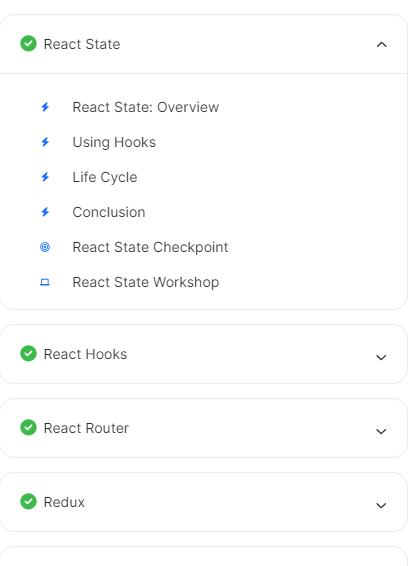 React State
React State: Overview
Using Hooks
Life Cycle
Conclusion
React State Checkpoint
React State Workshop
React Hooks
React Router
Redux